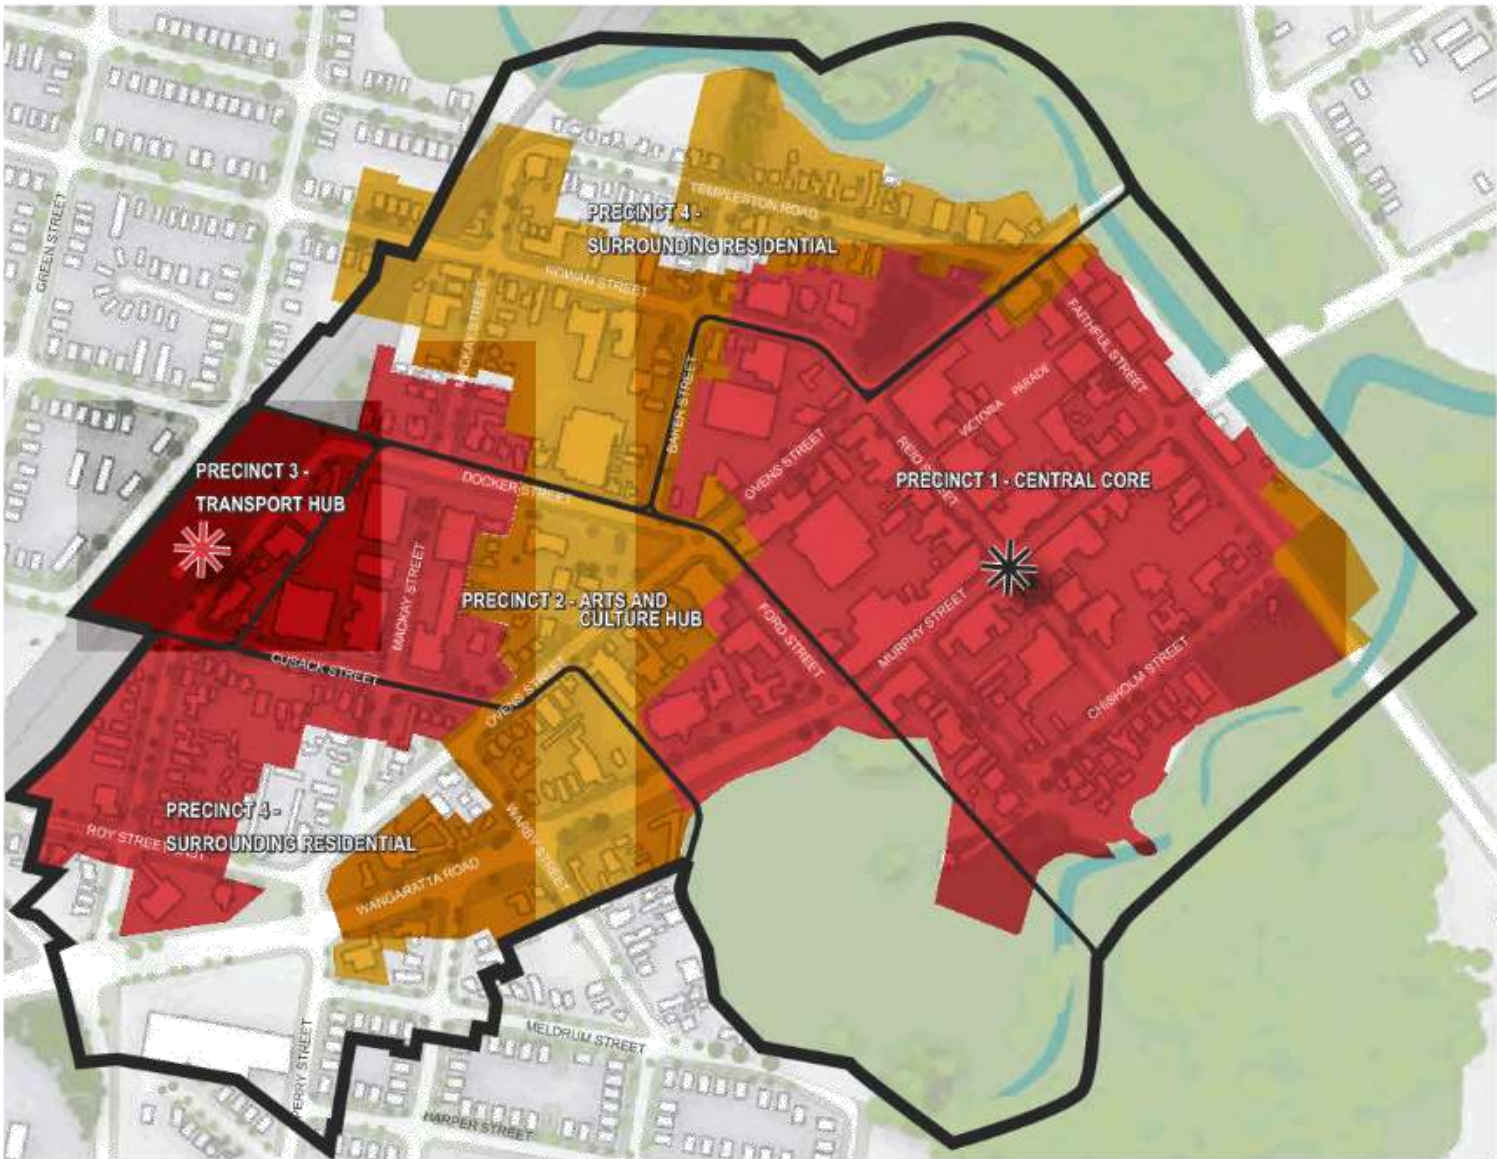 GREEN STREET
TEMPLETON ROAD
PRECINCT 4 -
SURROUNDING RESIDENTIAL
ROWAN STREET
MACKAY STREET
FAITHFUL STREET
BAKER STREET
VICTORIA PARADE
OVENS STREET
REID STREET
PRECINCT 3 -
TRANSPORT HUB
DOCKER STREET
PRECINCT 1 - CENTRAL CORE
MACKAY STREET
PRECINCT 2 - ARTS AND
CULTURE HUB
FORD STREET
MURPHY STREET
CHISHOLM STREET
CUSACK STREET
OVENS STREET
PRECINCT 4 -
SURROUNDING RESIDENTIAL
ROY STREET EAST
WARBY STREET
WANGARATTA ROAD
MELDRUM STREET
PERRY STREET
HARPER STREET